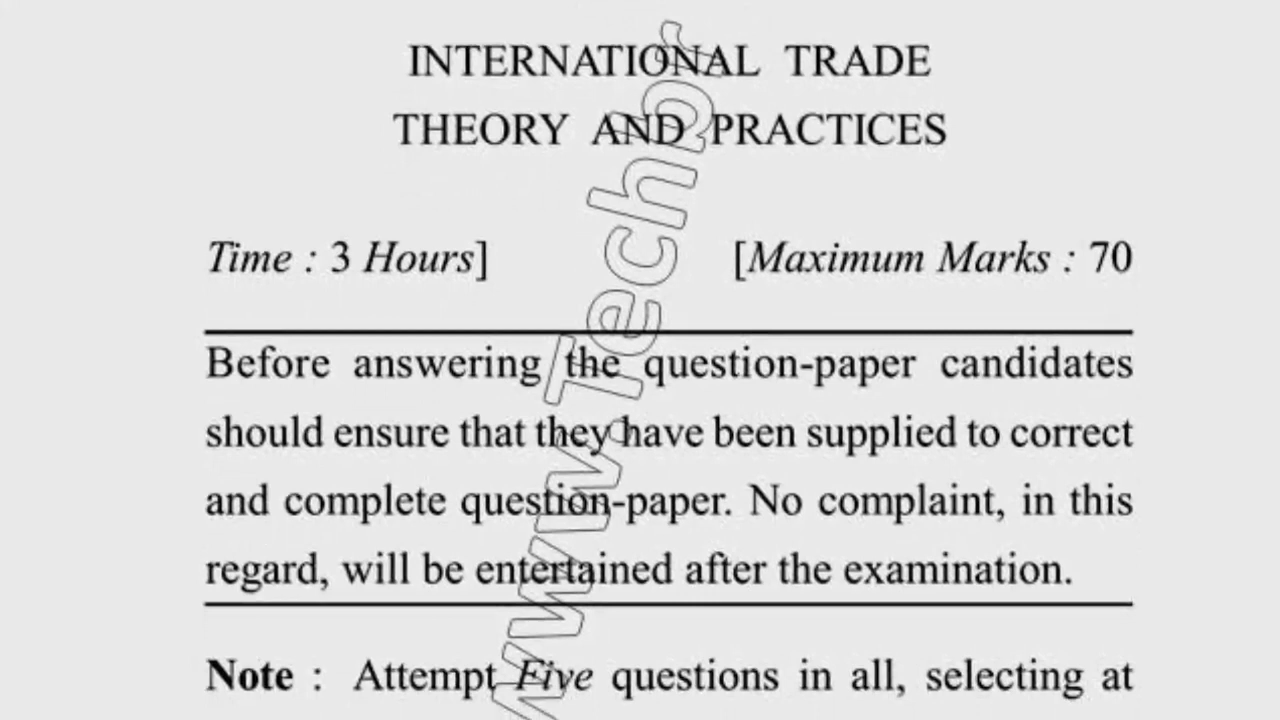 INTERNATIONAL TRADE
THEORY AND PRACTICES
Time : 3 Hours] [Maximum Marks : 70
Before answering the question-paper candidates
should ensure that they have been supplied to correct
and complete question-paper. No complaint, in this
regard, will be entertained after the examination.
Note : Attempt Five questions in all, selecting at
www.Techbr